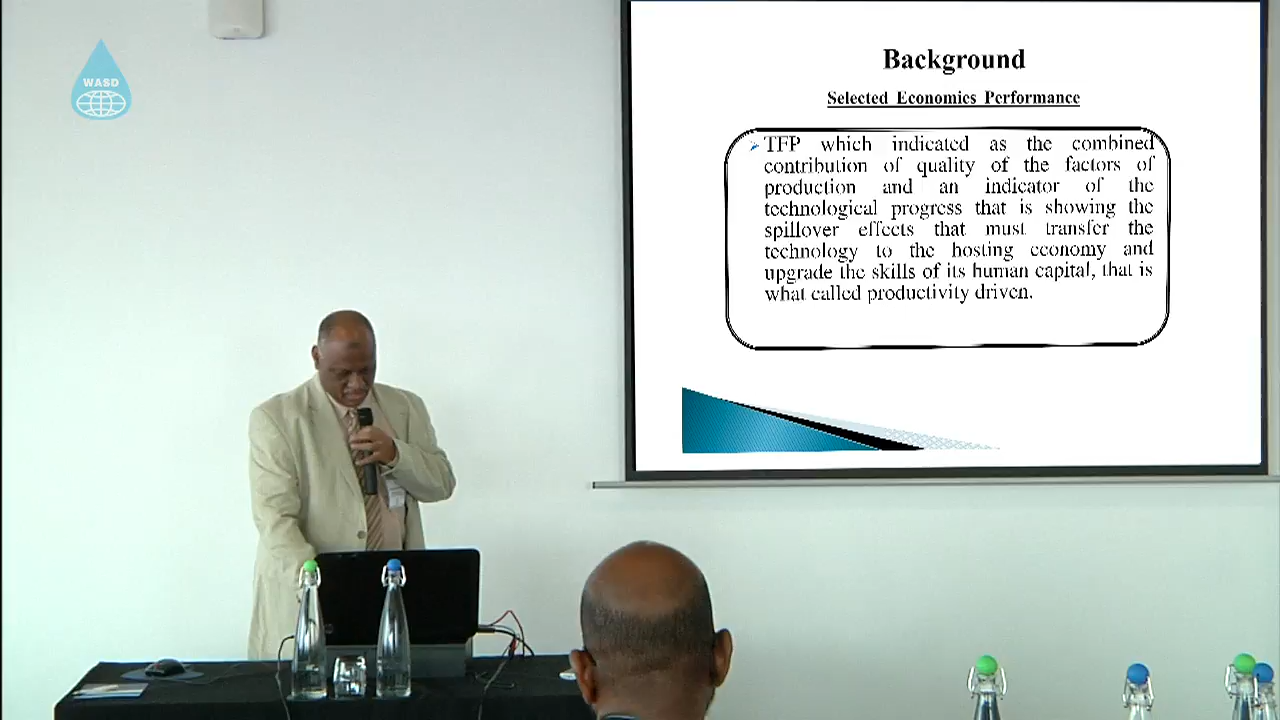 WASD
Background
Selected Economics Performance
TFP which indicated as the combined
contribution of quality of the factors of
production and an indicator of the
technological progress that is showing the
spillover effects that must transfer the
technology to the hosting economy and
upgrade the skills of its human capital, that is
what called productivity driven.